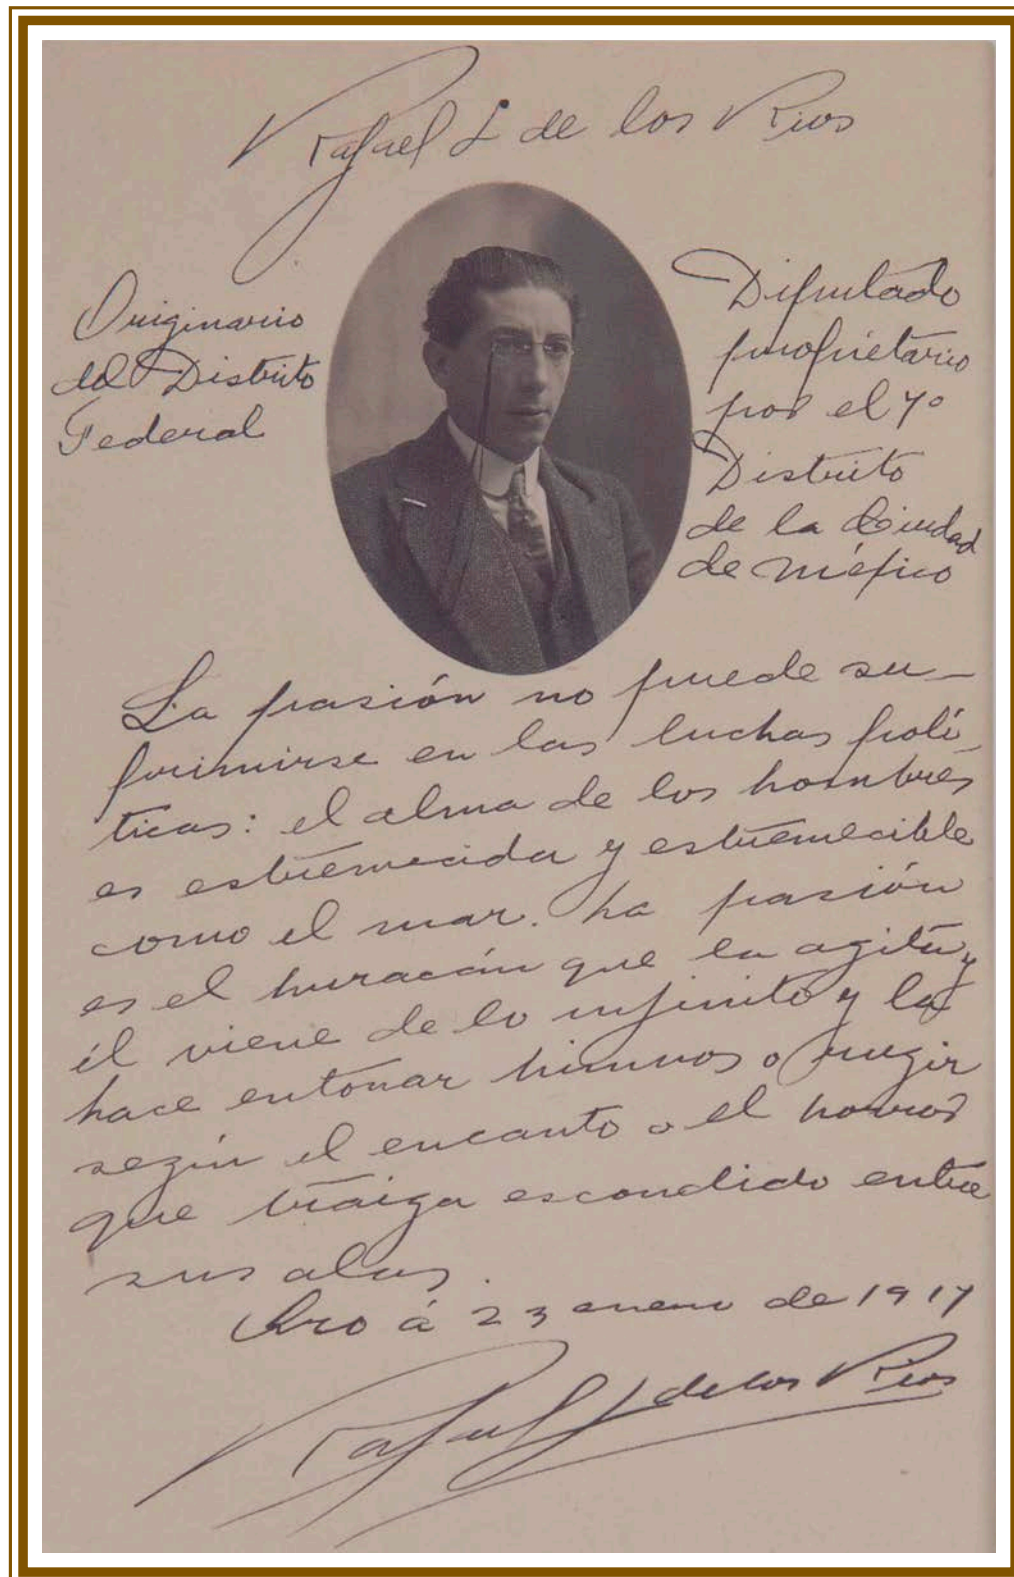 Rafael L de los Rios
Originario
del Distrito
Federal
Diputado
propietario
por el 7º
Distrito
de la Ciudad
de México
La pasión no puede su-
primirse en las luchas polí-
ticas: el alma de los hombres
es estremecida y estremecible
como el mar. La pasión
es el huracán que la agita y
él viene de lo infinito y la
hace entonar himnos o rugir
según el encanto o el horror
que traiga escondido entre
sus alas.
Qro á 23 enero de 1917
Rafael L de los Rios